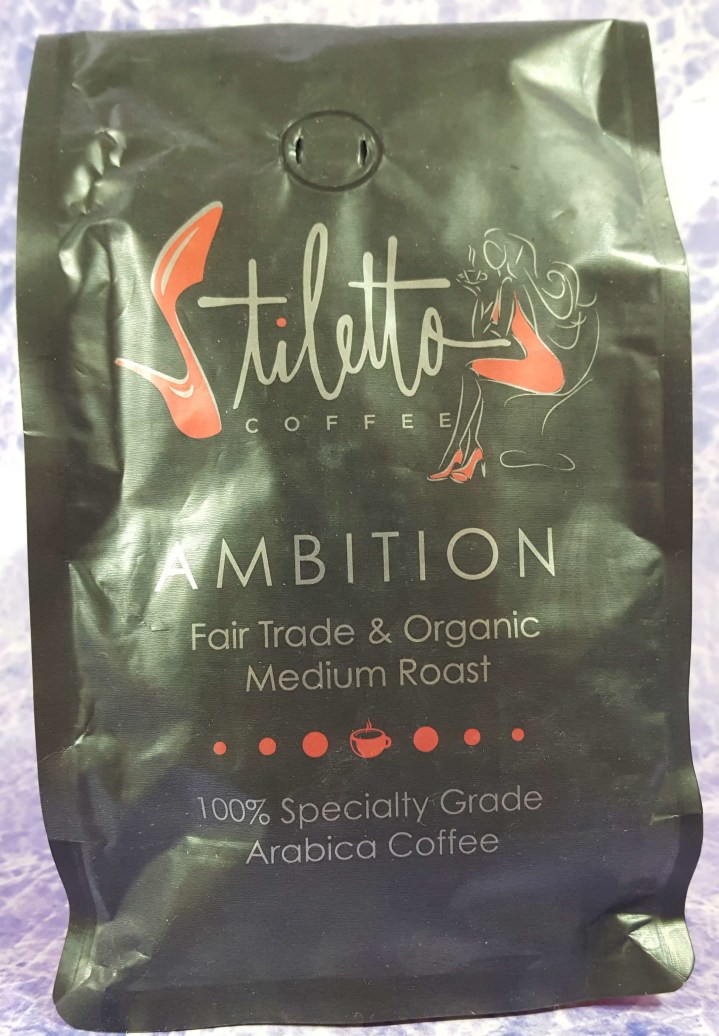 Stiletto
COFFEE
AMBITION
Fair Trade & Organic
Medium Roast
100% Specialty Grade
Arabica Coffee